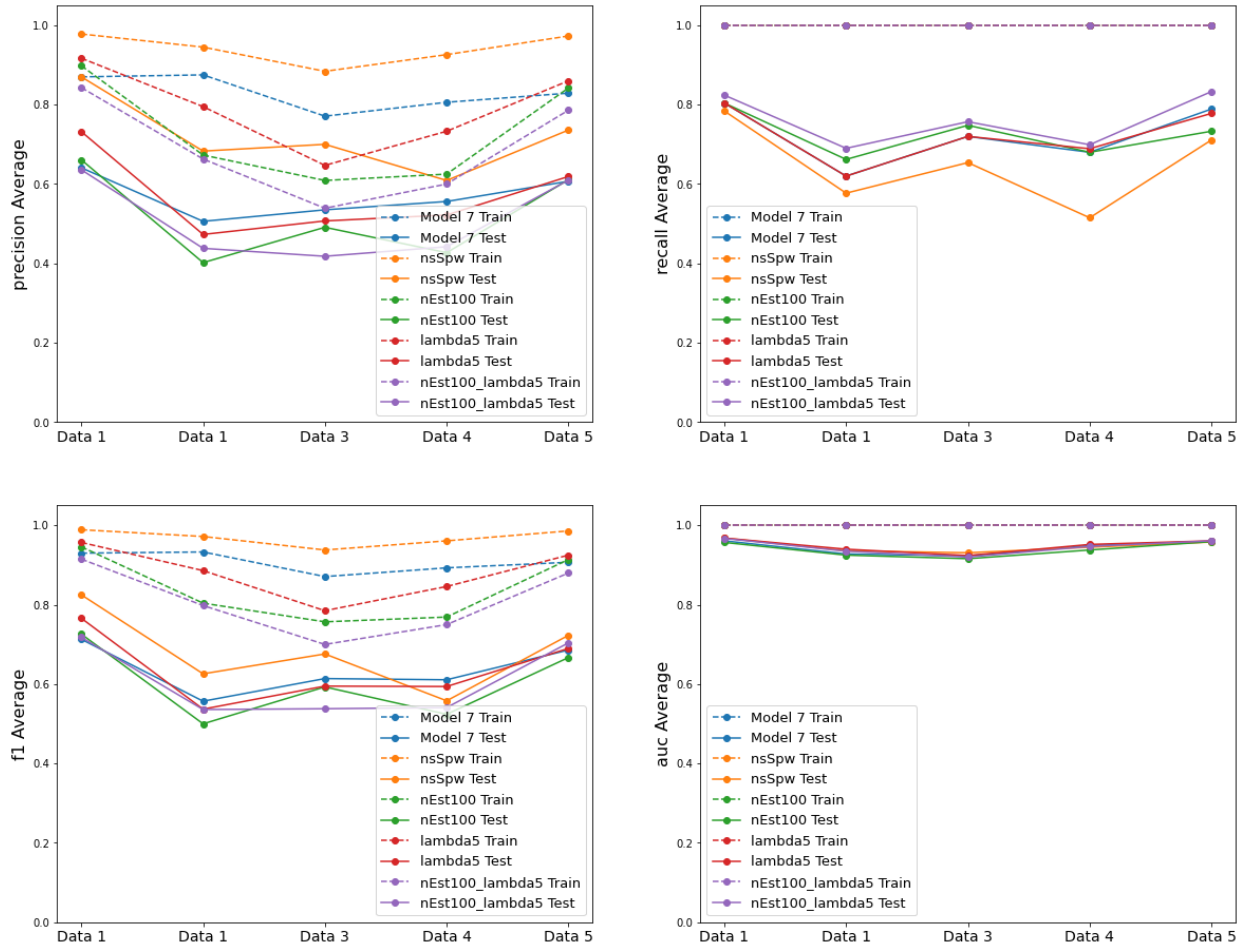 1.0
0.8
0.6
0.4
0.2
0.0
precision Average
Data 1
Data 1
Data 3
Data 4
Data 5
Model 7 Train
Model 7 Test
nsSpw Train
nsSpw Test
nEst100 Train
nEst100 Test
lambda5 Train
lambda5 Test
nEst100_lambda5 Train
nEst100_lambda5 Test
1.0
0.8
0.6
0.4
0.2
0.0
recall Average
Data 1
Data 1
Data 3
Data 4
Data 5
Model 7 Train
Model 7 Test
nsSpw Train
nsSpw Test
nEst100 Train
nEst100 Test
lambda5 Train
lambda5 Test
nEst100_lambda5 Train
nEst100_lambda5 Test
1.0
0.8
0.6
0.4
0.2
0.0
f1 Average
Data 1
Data 1
Data 3
Data 4
Data 5
Model 7 Train
Model 7 Test
nsSpw Train
nsSpw Test
nEst100 Train
nEst100 Test
lambda5 Train
lambda5 Test
nEst100_lambda5 Train
nEst100_lambda5 Test
1.0
0.8
0.6
0.4
0.2
0.0
auc Average
Data 1
Data 1
Data 3
Data 4
Data 5
Model 7 Train
Model 7 Test
nsSpw Train
nsSpw Test
nEst100 Train
nEst100 Test
lambda5 Train
lambda5 Test
nEst100_lambda5 Train
nEst100_lambda5 Test